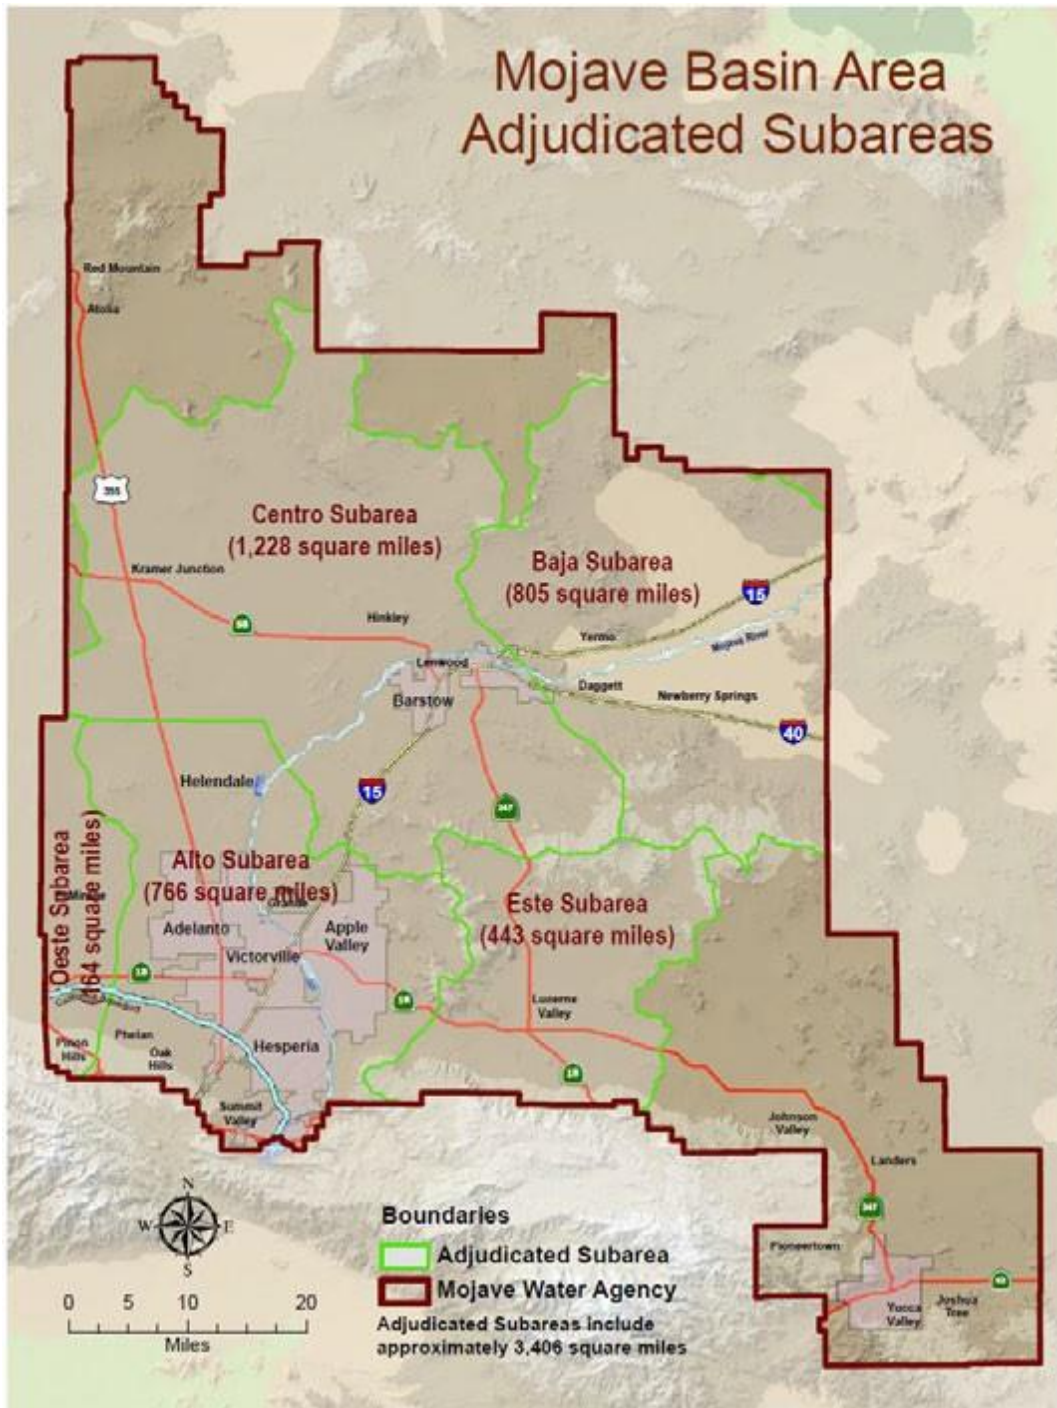 Mojave Basin Area
Adjudicated Subareas
Red Mountain
Atolia
395
Centro Subarea
(1,228 square miles)
Kramer Junction
58
Hinkley
Baja Subarea
(805 square miles)
15
Yermo
Mojave River
Lenwood
Daggett
Barstow
Newberry Springs
40
Helendale
15
247
Oeste Subarea
164 square miles)
Alto Subarea
(766 square miles)
Este Subarea
(443 square miles)
Adelanto
Apple
Valley
Victorville
18
18
Lucerne
Valley
Phelan
Pinon
Hills
Oak
Hills
Hesperia
18
Summit
Valley
Johnson
Valley
Landers
247
Pioneertown
Yucca
Valley
Joshua
Tree
N
W
E
S
Boundaries
Adjudicated Subarea
Mojave Water Agency
Adjudicated Subareas include
approximately 3,406 square miles
0 5 10 20
Miles